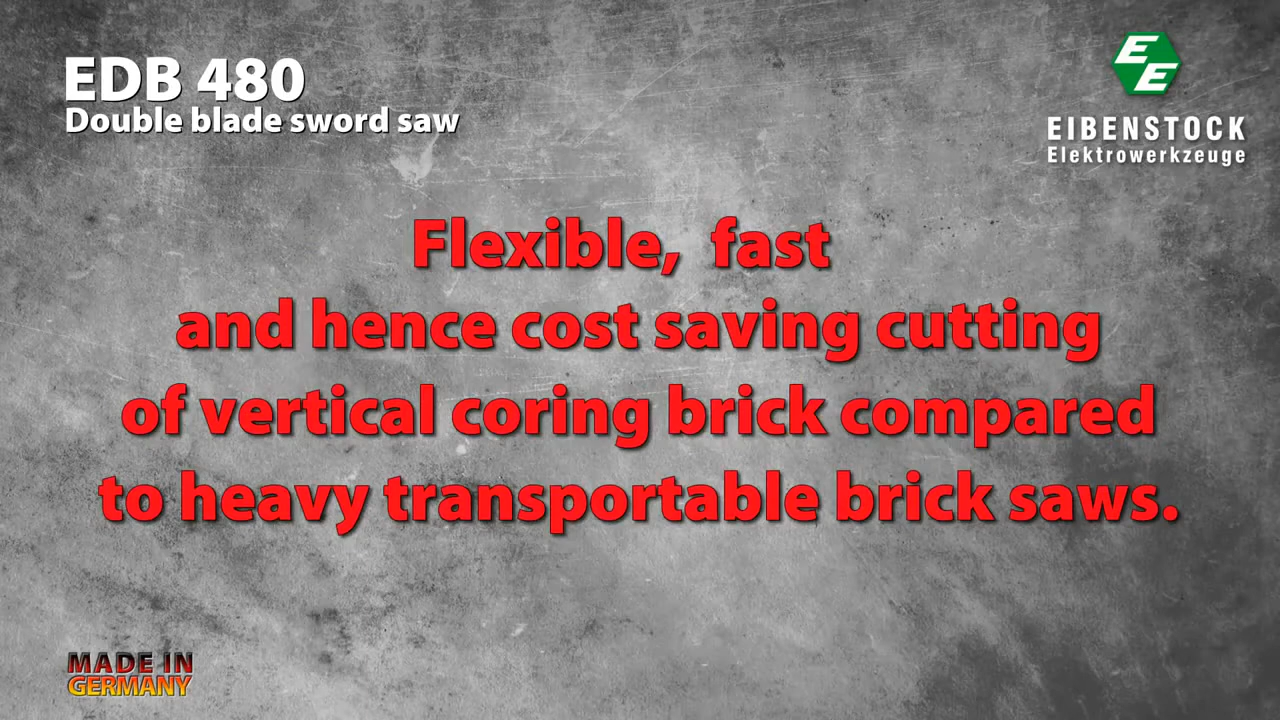 EDB 480
Double blade sword saw
EE
EIBENSTOCK
Elektrowerkzeuge
Flexible, fast
and hence cost saving cutting
of vertical coring brick compared
to heavy transportable brick saws.
MADE IN
GERMANY